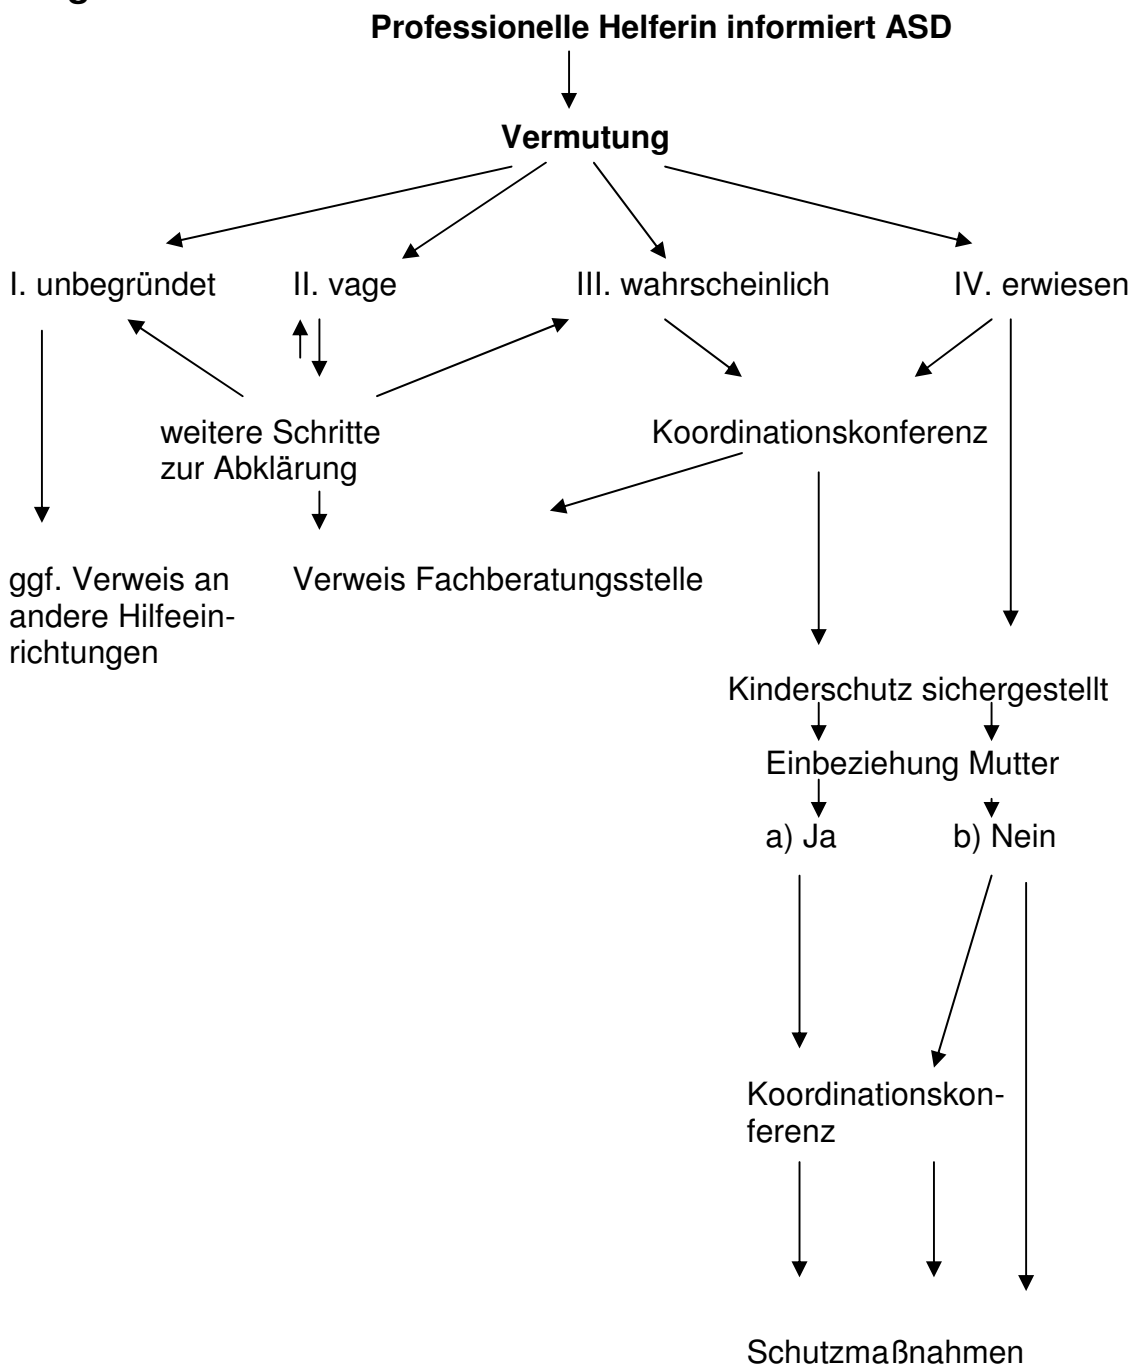 Professionelle Helferin informiert ASD
Vermutung
I. unbegründet II. vage III. wahrscheinlich IV. erwiesen
weitere Schritte
zur Abklärung
Koordinationskonferenz
ggf. Verweis an
andere Hilfeein-
richtungen
Verweis Fachberatungsstelle
Kinderschutz sichergestellt
Einbeziehung Mutter
a) Ja b) Nein
Koordinationskon-
ferenz
Schutzmaßnahmen